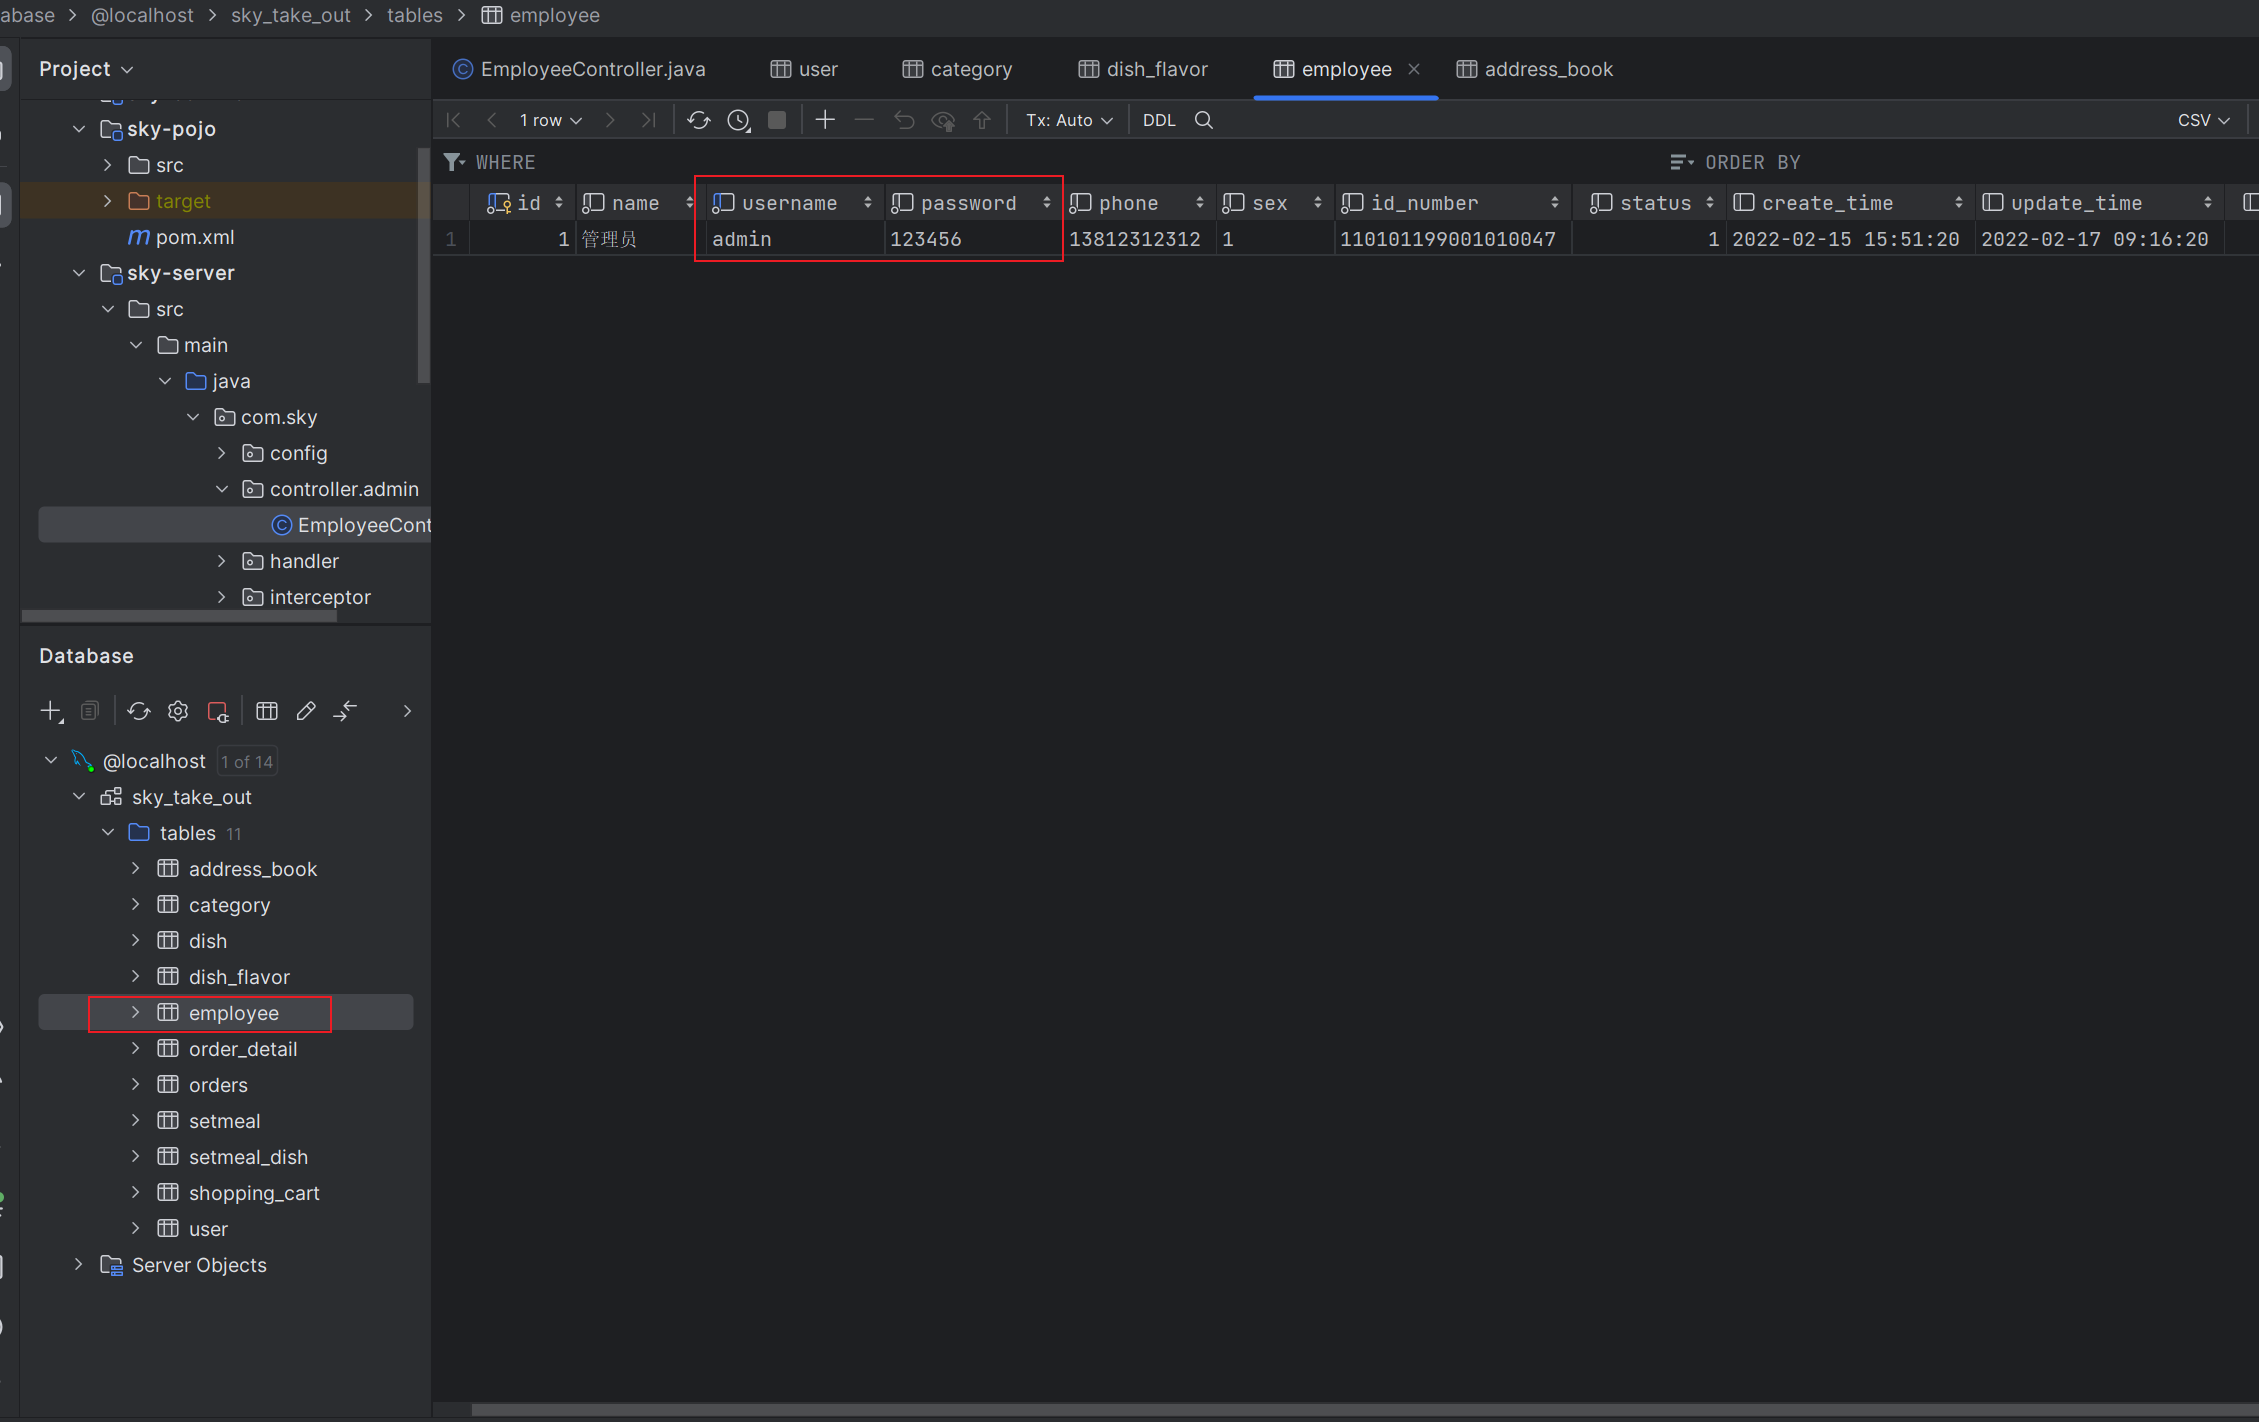 abase > @localhost > sky_take_out > tables > employee
Project
sky-pojo
src
target
pom.xml
sky-server
src
main
java
com.sky
config
controller.admin
EmployeeCont
handler
interceptor
Database
@localhost 1 of 14
sky_take_out
tables 11
address_book
category
dish
dish_flavor
employee
order_detail
orders
setmeal
setmeal_dish
shopping_cart
user
Server Objects
EmployeeController.java user category dish_flavor employee address_book
1 row Tx: Auto DDL CSV
WHERE ORDER BY
id name username password phone sex id_number status create_time update_time
1 1 管理员 admin 123456 13812312312 1 110101199001010047 1 2022-02-15 15:51:20 2022-02-17 09:16:20